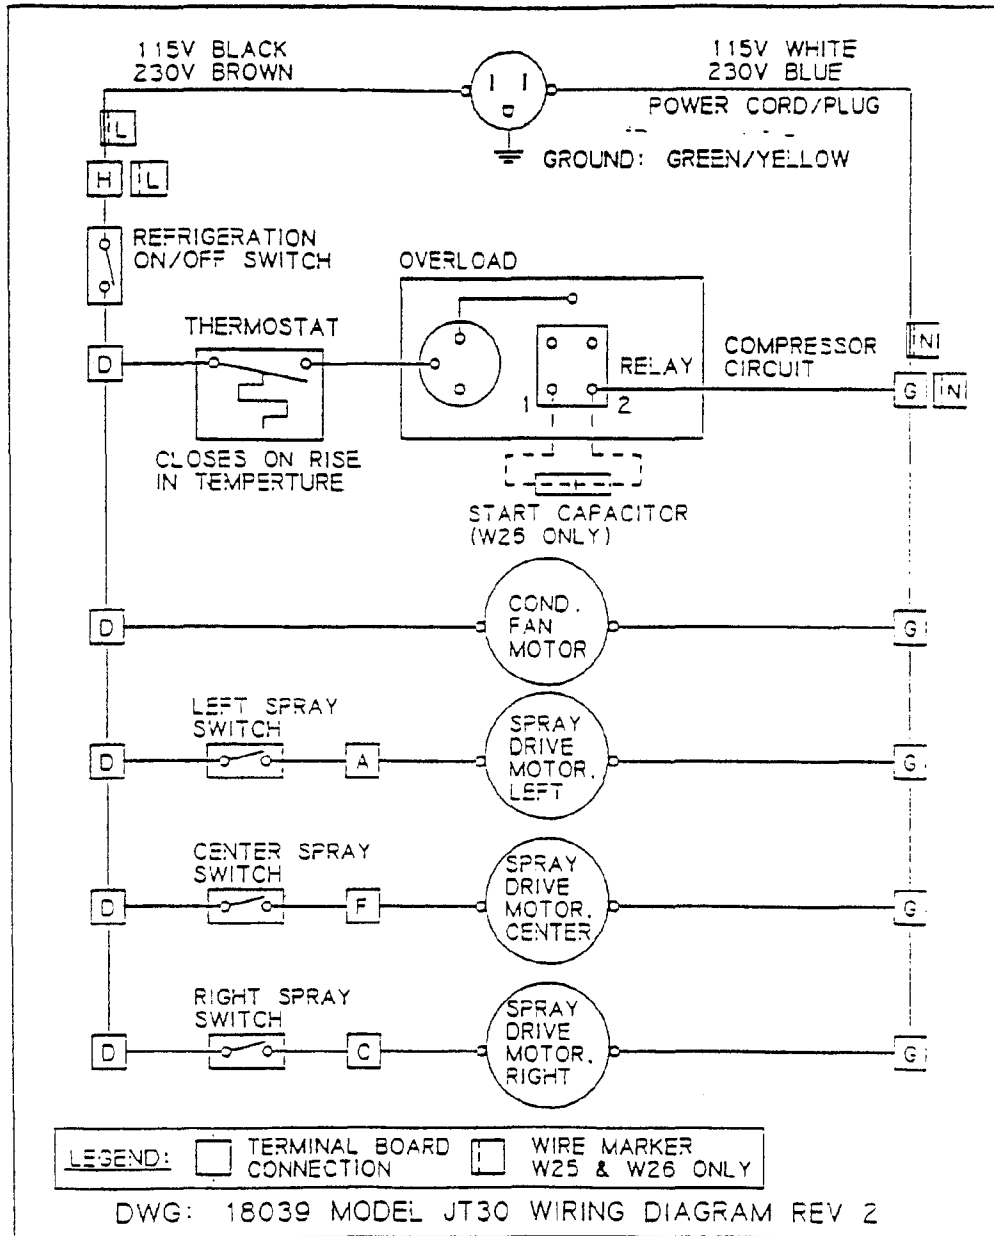 115V BLACK
230V BROWN
115V WHITE
230V BLUE
POWER CORD/PLUG
GROUND: GREEN/YELLOW
L
H L
REFRIGERATION
ON/OFF SWITCH
OVERLOAD
THERMOSTAT
N
D
RELAY
COMPRESSOR
CIRCUIT
G N
1 2
CLOSES ON RISE
IN TEMPERTURE
START CAPACITOR
(W26 ONLY)
D
COND.
FAN
MOTOR
G
LEFT SPRAY
SWITCH
D
A
SPRAY
DRIVE
MOTOR,
LEFT
G
CENTER SPRAY
SWITCH
D
F
SPRAY
DRIVE
MOTOR,
CENTER
G
RIGHT SPRAY
SWITCH
D
C
SPRAY
DRIVE
MOTOR,
RIGHT
G
LEGEND:
TERMINAL BOARD
CONNECTION
WIRE MARKER
W25 & W26 ONLY
DWG: 18039 MODEL JT30 WIRING DIAGRAM REV 2